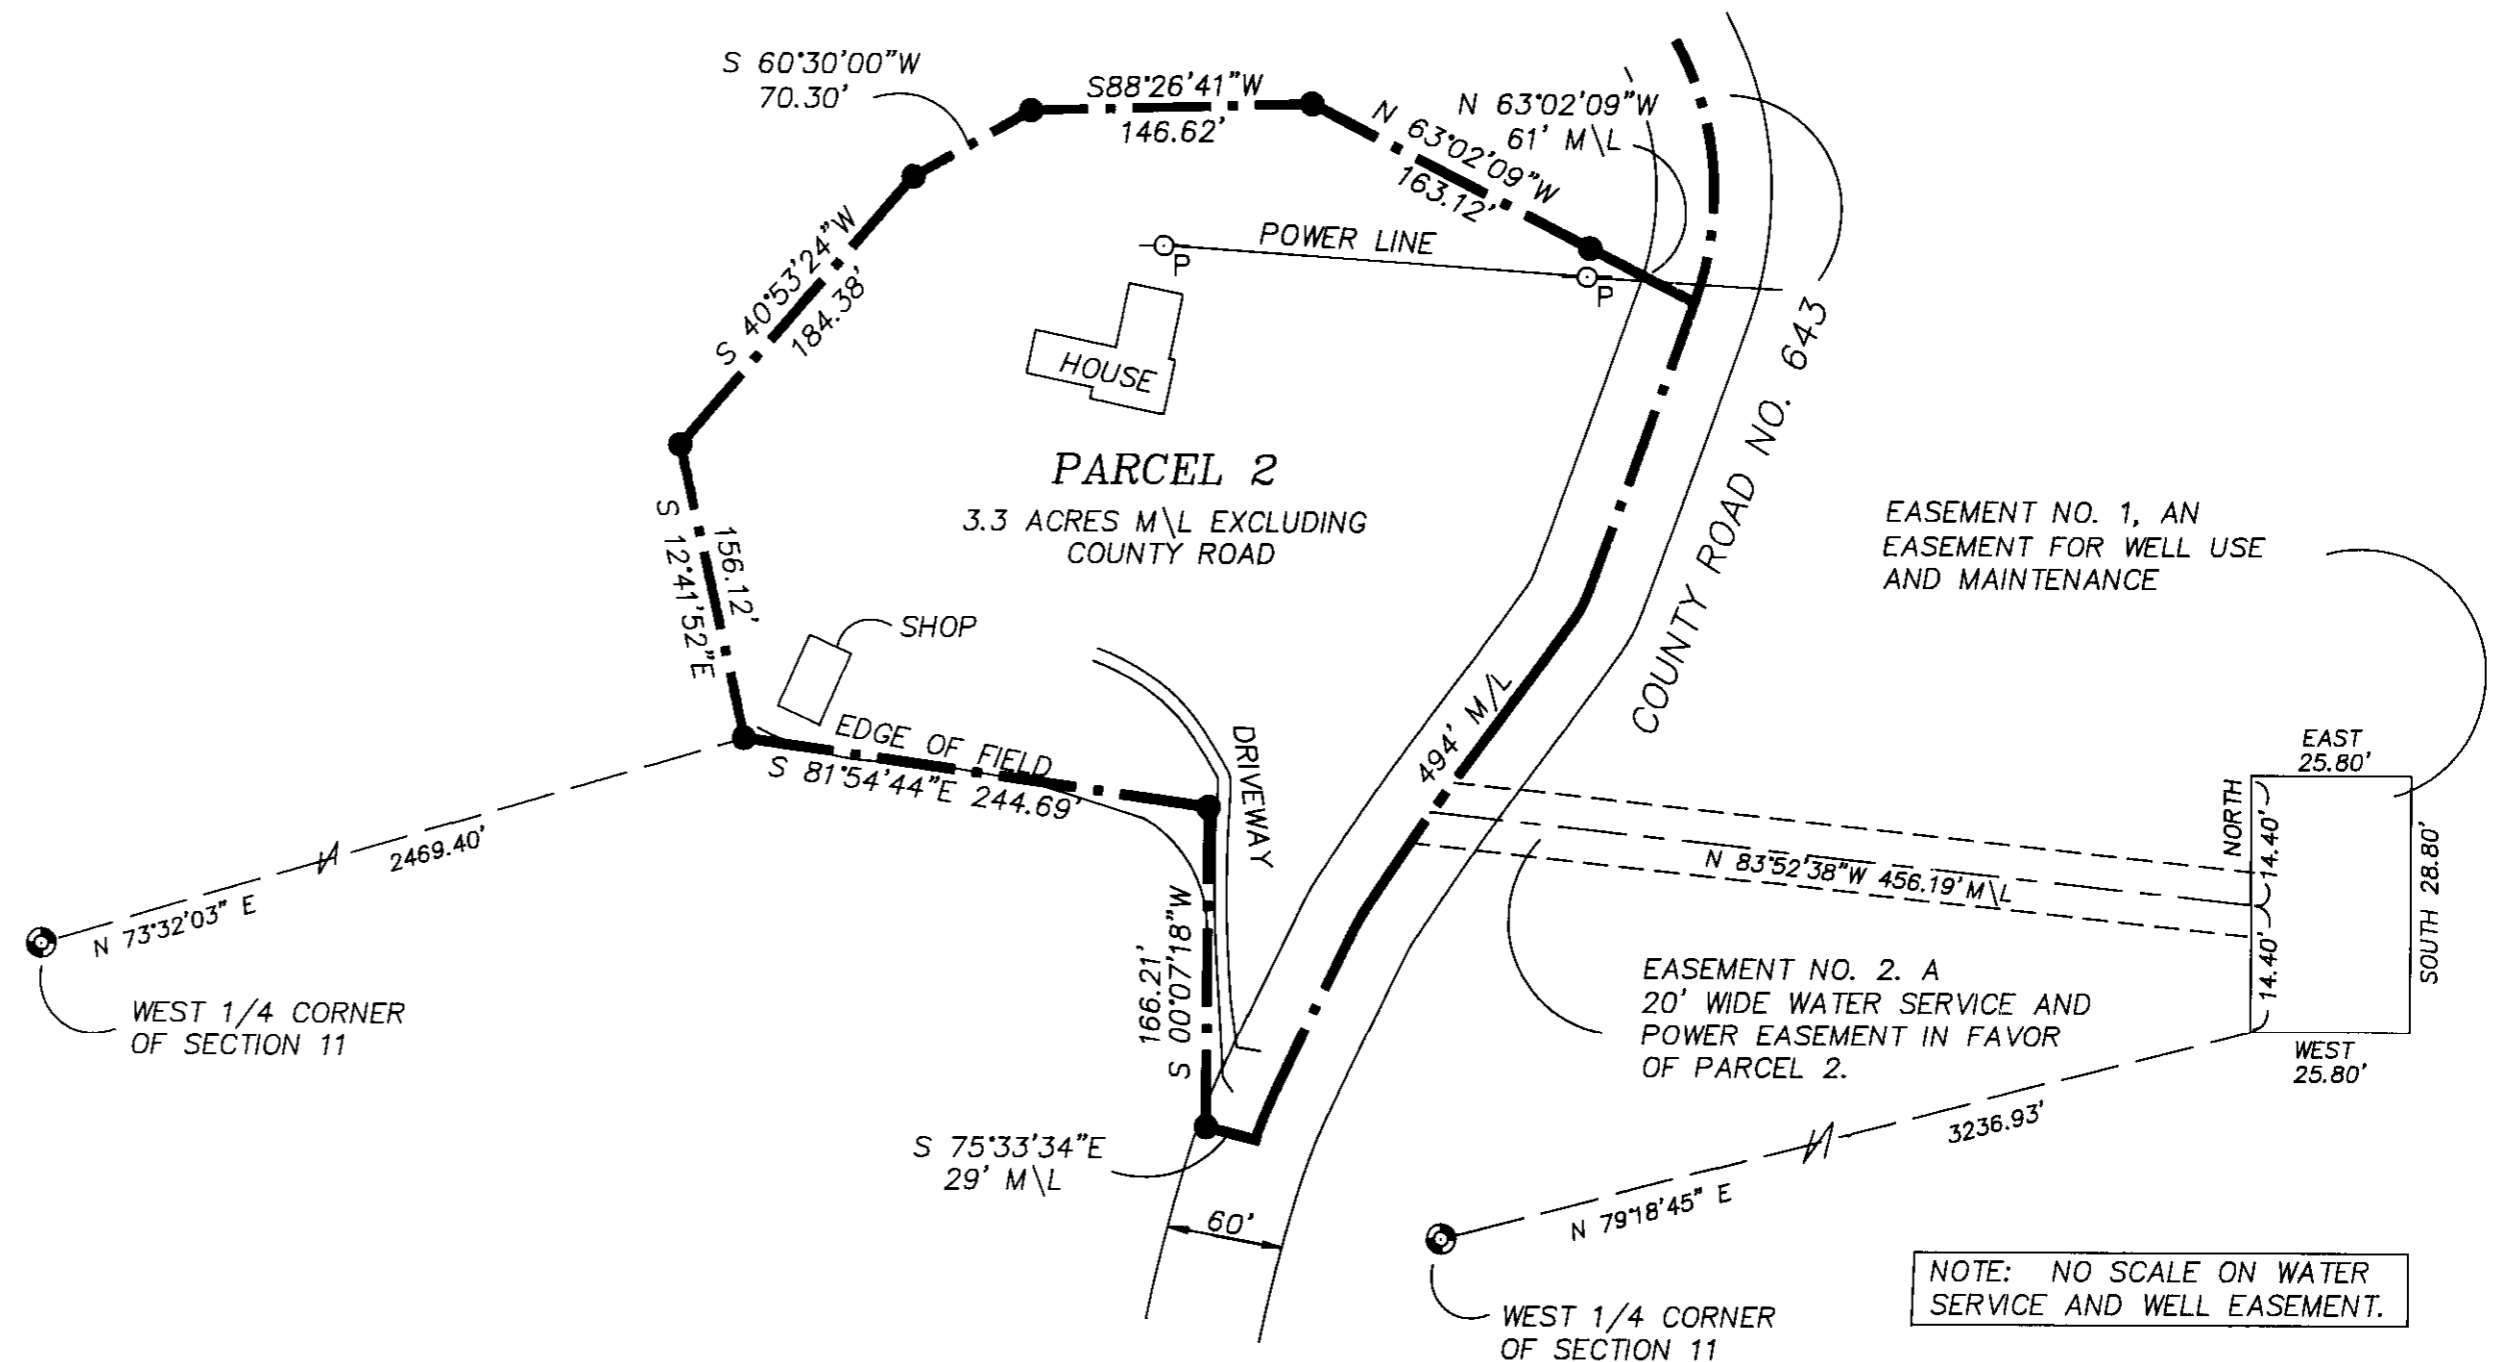 S 60°30'00"W
70.30'
S88°26'41"W
146.62'
N 63°02'09"W
163.12'
N 63°02'09"W
61' M\L
POWER LINE
P
P
S 40°53'24"W
184.38'
HOUSE
COUNTY ROAD NO. 643
PARCEL 2
3.3 ACRES M\L EXCLUDING
COUNTY ROAD
156.12'
S 12°41'52"E
SHOP
EASEMENT NO. 1, AN
EASEMENT FOR WELL USE
AND MAINTENANCE
494' M/L
EDGE OF FIELD
S 81°54'44"E 244.69'
DRIVEWAY
EAST
25.80'
NORTH
14.40'
14.40'
SOUTH 28.80'
WEST
25.80'
N 83°52'38"W 456.19'M\L
2469.40'
N 73°32'03" E
WEST 1/4 CORNER
OF SECTION 11
166.21'
S 00°07'18"W
EASEMENT NO. 2. A
20' WIDE WATER SERVICE AND
POWER EASEMENT IN FAVOR
OF PARCEL 2.
S 75°33'34"E
29' M\L
60'
3236.93'
N 79°18'45" E
WEST 1/4 CORNER
OF SECTION 11
NOTE: NO SCALE ON WATER
SERVICE AND WELL EASEMENT.